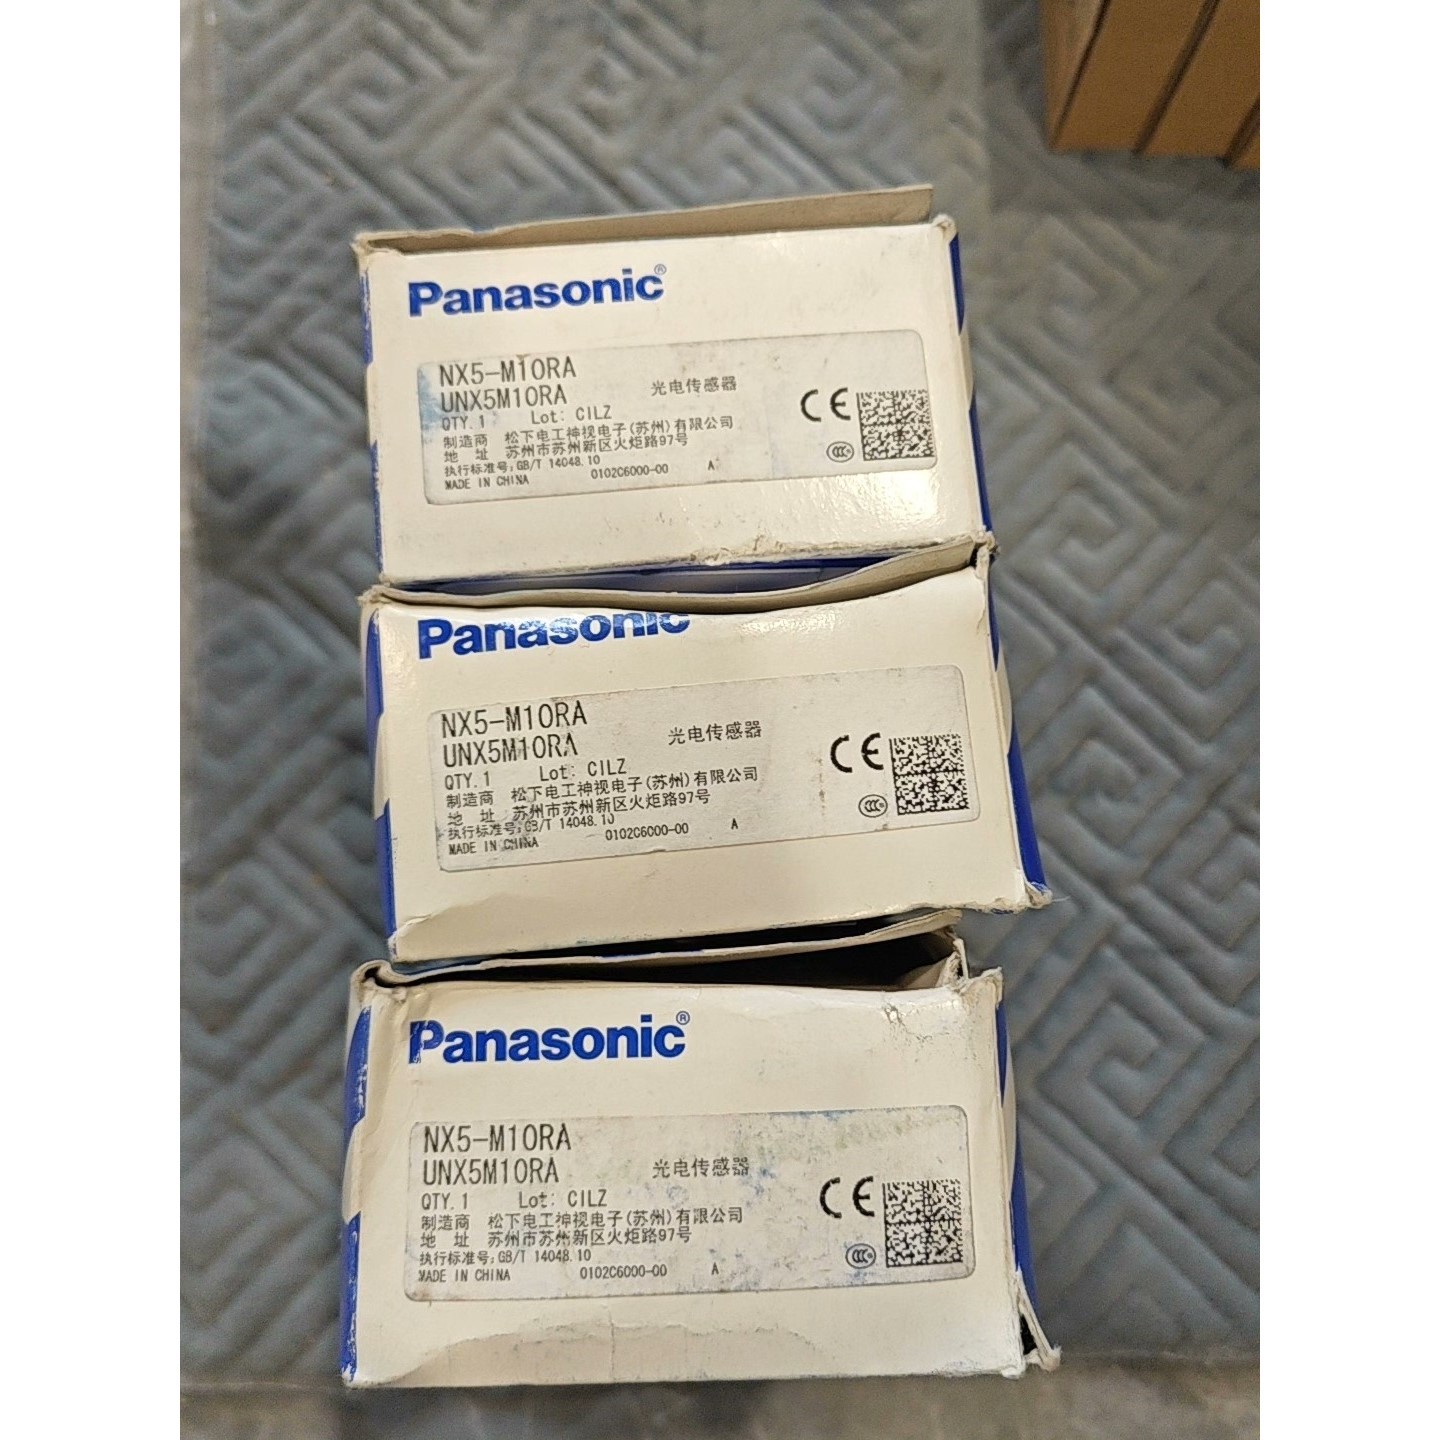 Panasonic®
NX5-M10RA
UNX5M10RA
光电传感器
QTY.1 Lot: CILZ
制造商 松下电工神视电子(苏州)有限公司
地 址 苏州市苏州新区火炬路97号
执行标准号:GB/T 14048.10
MADE IN CHINA 0102C6000-00 A
CE
CCC
Panasonic
NX5-M10RA
UNX5M10RA
光电传感器
QTY.1 Lot: CILZ
制造商 松下电工神视电子(苏州)有限公司
地 址 苏州市苏州新区火炬路97号
执行标准号:GB/T 14048.10
MADE IN CHINA 0102C6000-00 A
CE
CCC
Panasonic®
NX5-M10RA
UNX5M10RA
光电传感器
QTY.1 Lot: CILZ
制造商 松下电工神视电子(苏州)有限公司
地 址 苏州市苏州新区火炬路97号
执行标准号:GB/T 14048.10
MADE IN CHINA 0102C6000-00 A
CE
CCC